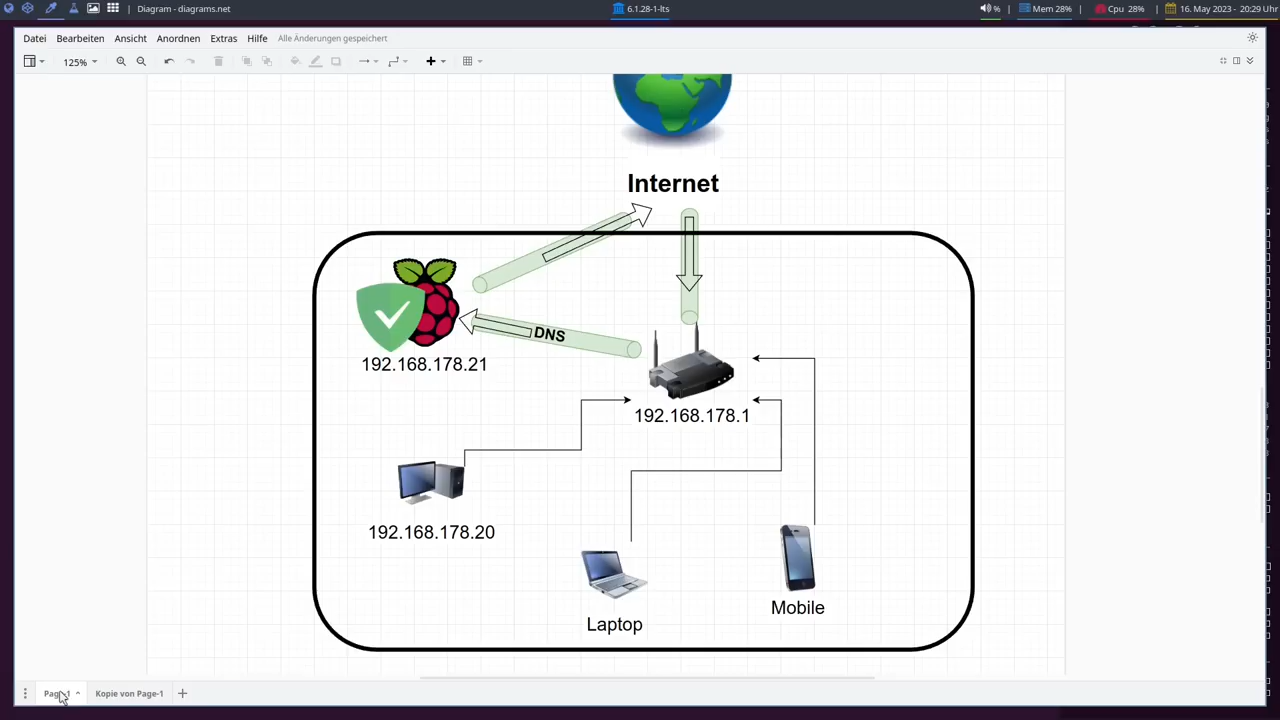 Diagram - diagrams.net
6.1.28-1-lts
%
Mem 28%
Cpu 28%
16. May 2023 - 20:29 Uhr
Datei Bearbeiten Ansicht Anordnen Extras Hilfe Alle Änderungen gespeichert
125%
Internet
DNS
192.168.178.21
192.168.178.1
192.168.178.20
Mobile
Laptop
Page-1 Kopie von Page-1